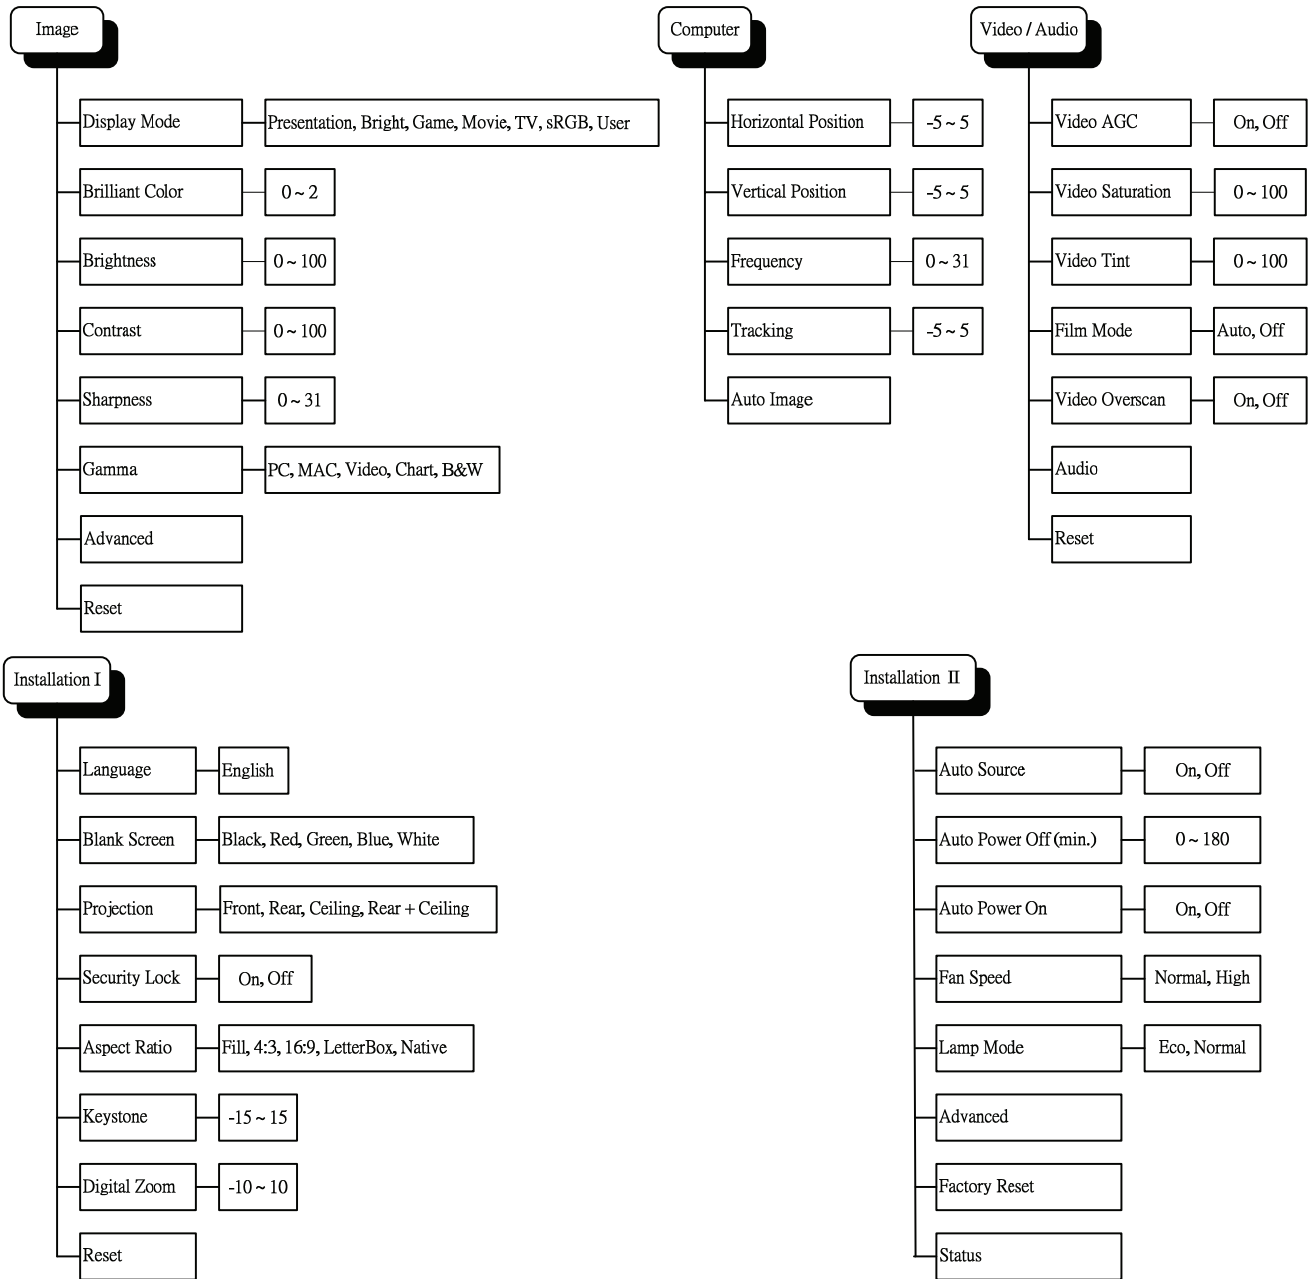 Image
Display Mode
Presentation, Bright, Game, Movie, TV, sRGB, User
Brilliant Color
0 ~ 2
Brightness
0 ~ 100
Contrast
0 ~ 100
Sharpness
0 ~ 31
Gamma
PC, MAC, Video, Chart, B&W
Advanced
Reset
Computer
Horizontal Position
-5 ~ 5
Vertical Position
-5 ~ 5
Frequency
0 ~ 31
Tracking
-5 ~ 5
Auto Image
Video / Audio
Video AGC
On, Off
Video Saturation
0 ~ 100
Video Tint
0 ~ 100
Film Mode
Auto, Off
Video Overscan
On, Off
Audio
Reset
Installation I
Language
English
Blank Screen
Black, Red, Green, Blue, White
Projection
Front, Rear, Ceiling, Rear + Ceiling
Security Lock
On, Off
Aspect Ratio
Fill, 4:3, 16:9, LetterBox, Native
Keystone
-15 ~ 15
Digital Zoom
-10 ~ 10
Reset
Installation II
Auto Source
On, Off
Auto Power Off (min.)
0 ~ 180
Auto Power On
On, Off
Fan Speed
Normal, High
Lamp Mode
Eco, Normal
Advanced
Factory Reset
Status